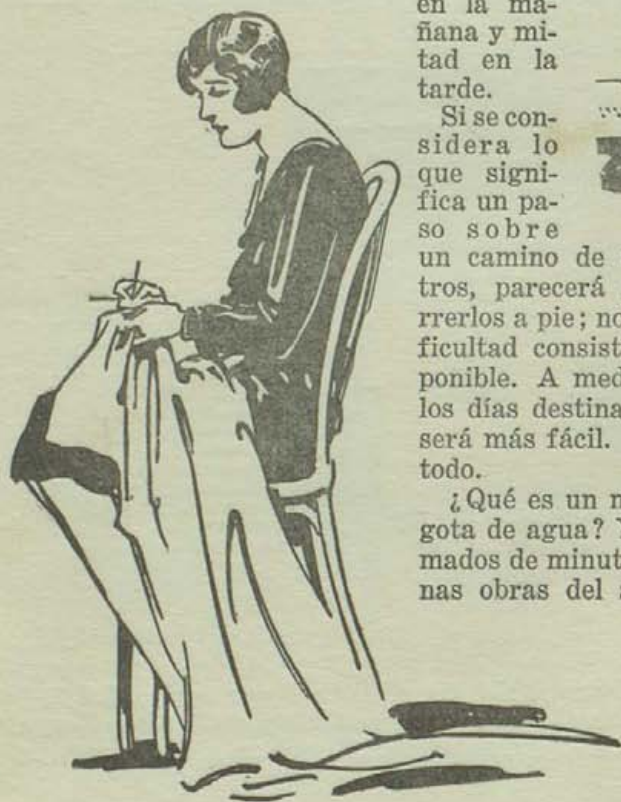 en la ma-
ñana y mi-
tad en la
tarde.
Si se con-
sidera lo
que signi-
fica un pa-
so sobre
un camino de
tros, parecerá
rrerlos a pie; no
ficultad consist
ponible. A med
los días destina
será más fácil.
todo.
¿Qué es un m
gota de agua? Y
mados de minut
nas obras del